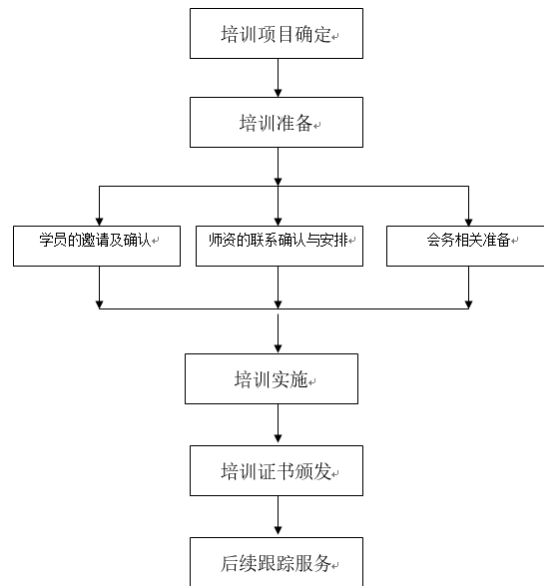 培训项目确定
培训准备
学员的邀请及确认
师资的联系确认与安排
会务相关准备
培训实施
培训证书颁发
后续跟踪服务